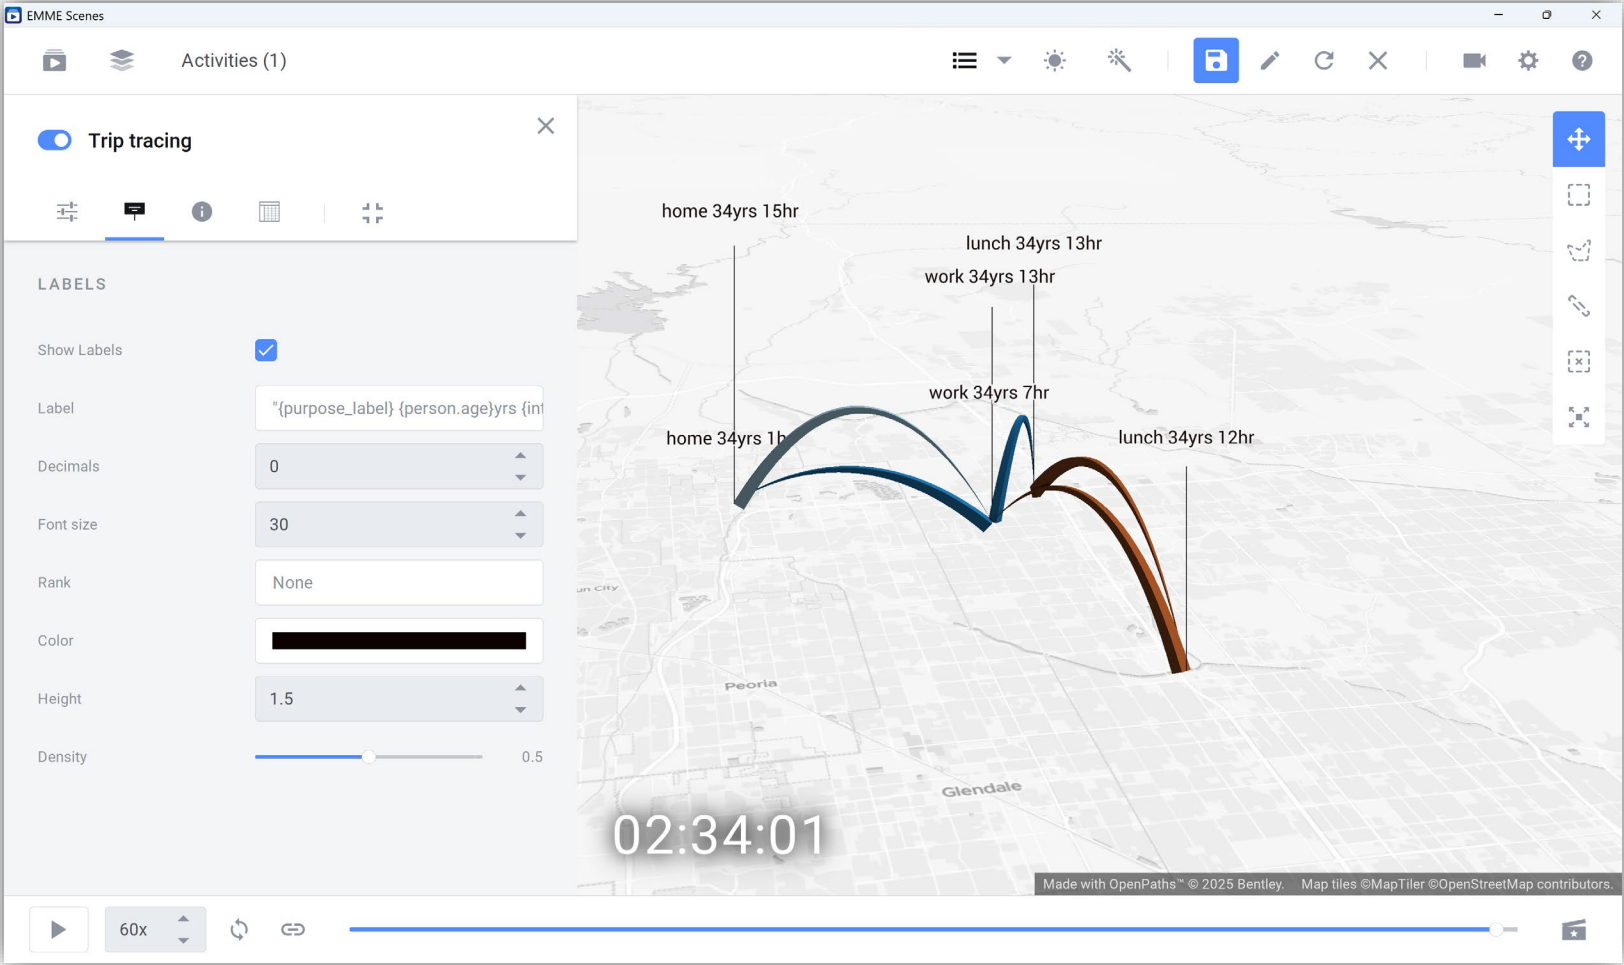 EMME Scenes
Activities (1)
Trip tracing
LABELS
Show Labels
Label
"{purpose_label} {person.age}yrs {int
Decimals
0
Font size
30
Rank
None
Color
Height
1.5
Density
0.5
home 34yrs 15hr
lunch 34yrs 13hr
work 34yrs 13hr
work 34yrs 7hr
home 34yrs 1h
lunch 34yrs 12hr
un City
Peoria
Glendale
02:34:01
Made with OpenPaths™ © 2025 Bentley. Map tiles ©MapTiler ©OpenStreetMap contributors.
60x